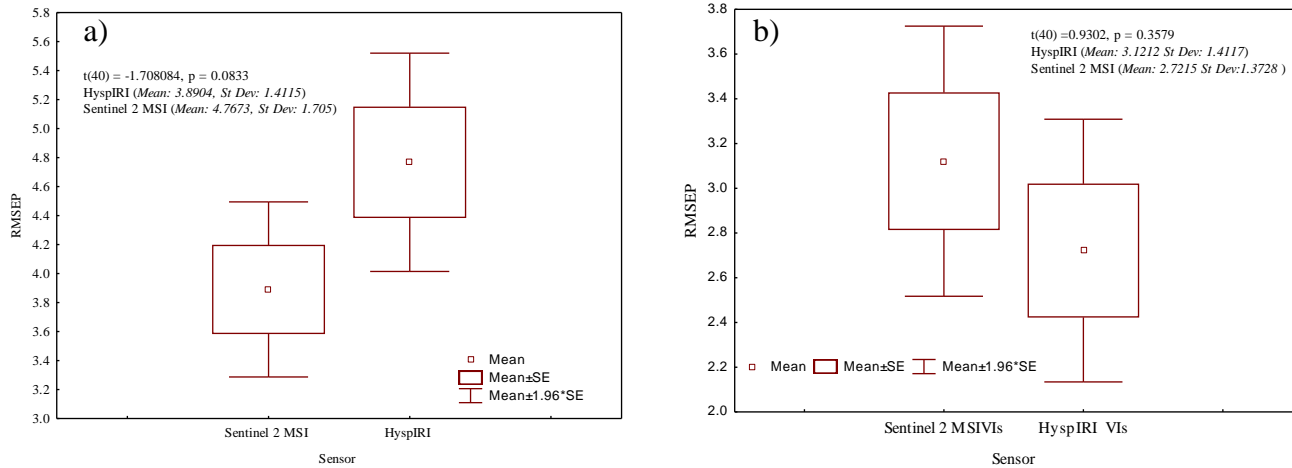 a)
t(40) = -1.708084, p = 0.0833
HyspIRI (Mean: 3.8904, St Dev: 1.4115)
Sentinel 2 MSI (Mean: 4.7673, St Dev: 1.705)
5.8
5.6
5.4
5.2
5.0
4.8
4.6
4.4
4.2
4.0
3.8
3.6
3.4
3.2
3.0
RMSEP
Mean
Mean±SE
Mean±1.96*SE
Sentinel 2 MSI HyspIRI
Sensor
b)
t(40) =0.9302, p = 0.3579
HyspIRI (Mean: 3.1212 St Dev: 1.4117)
Sentinel 2 MSI (Mean: 2.7215 St Dev:1.3728 )
3.8
3.6
3.4
3.2
3.0
2.8
2.6
2.4
2.2
2.0
RMSEP
Mean Mean±SE Mean±1.96*SE
Sentinel 2 MSIVIs HyspIRI VIs
Sensor